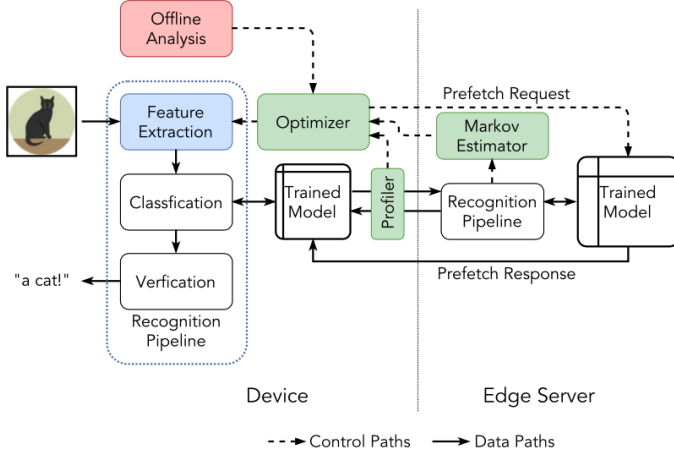 Offline
Analysis
Prefetch Request
Feature
Extraction
Optimizer
Markov
Estimator
Classfication
Trained
Model
Profiler
Recognition
Pipeline
Trained
Model
"a cat!"
Verfication
Prefetch Response
Recognition
Pipeline
Device
Edge Server
Control Paths
Data Paths